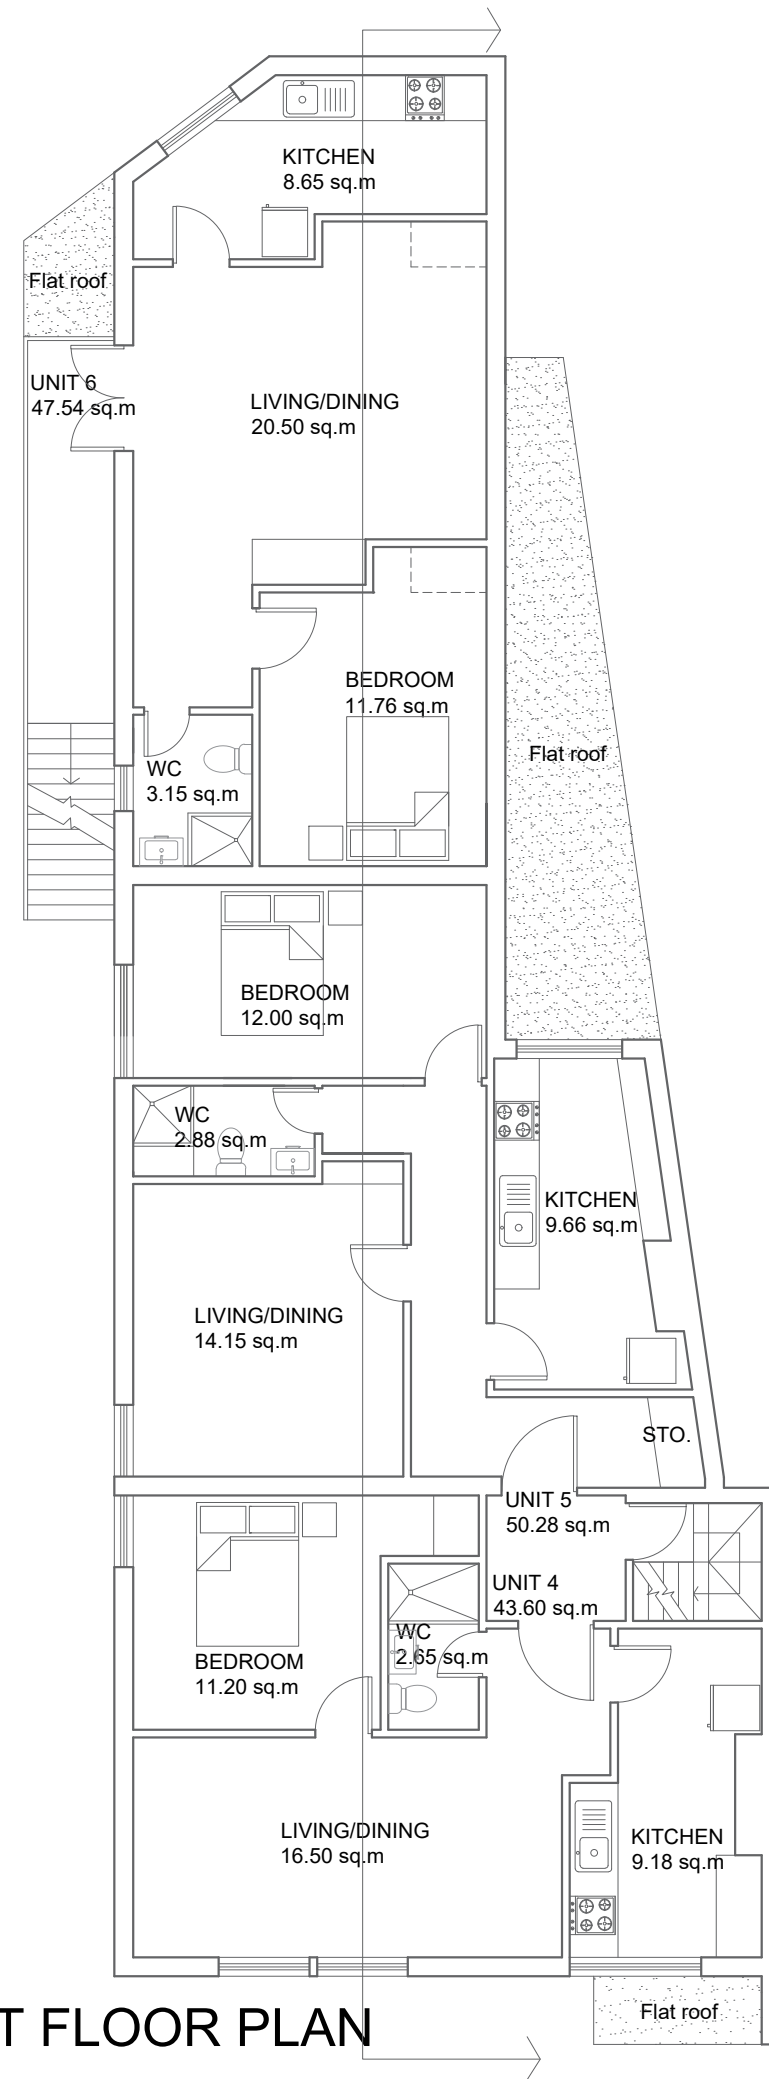 KITCHEN
8.65 sq.m
Flat roof
UNIT 6
47.54 sq.m
LIVING/DINING
20.50 sq.m
BEDROOM
11.76 sq.m
Flat roof
WC
3.15 sq.m
BEDROOM
12.00 sq.m
WC
2.88 sq.m
KITCHEN
9.66 sq.m
LIVING/DINING
14.15 sq.m
STO.
UNIT 5
50.28 sq.m
UNIT 4
43.60 sq.m
WC
2.65 sq.m
BEDROOM
11.20 sq.m
LIVING/DINING
16.50 sq.m
KITCHEN
9.18 sq.m
Flat roof
T FLOOR PLAN